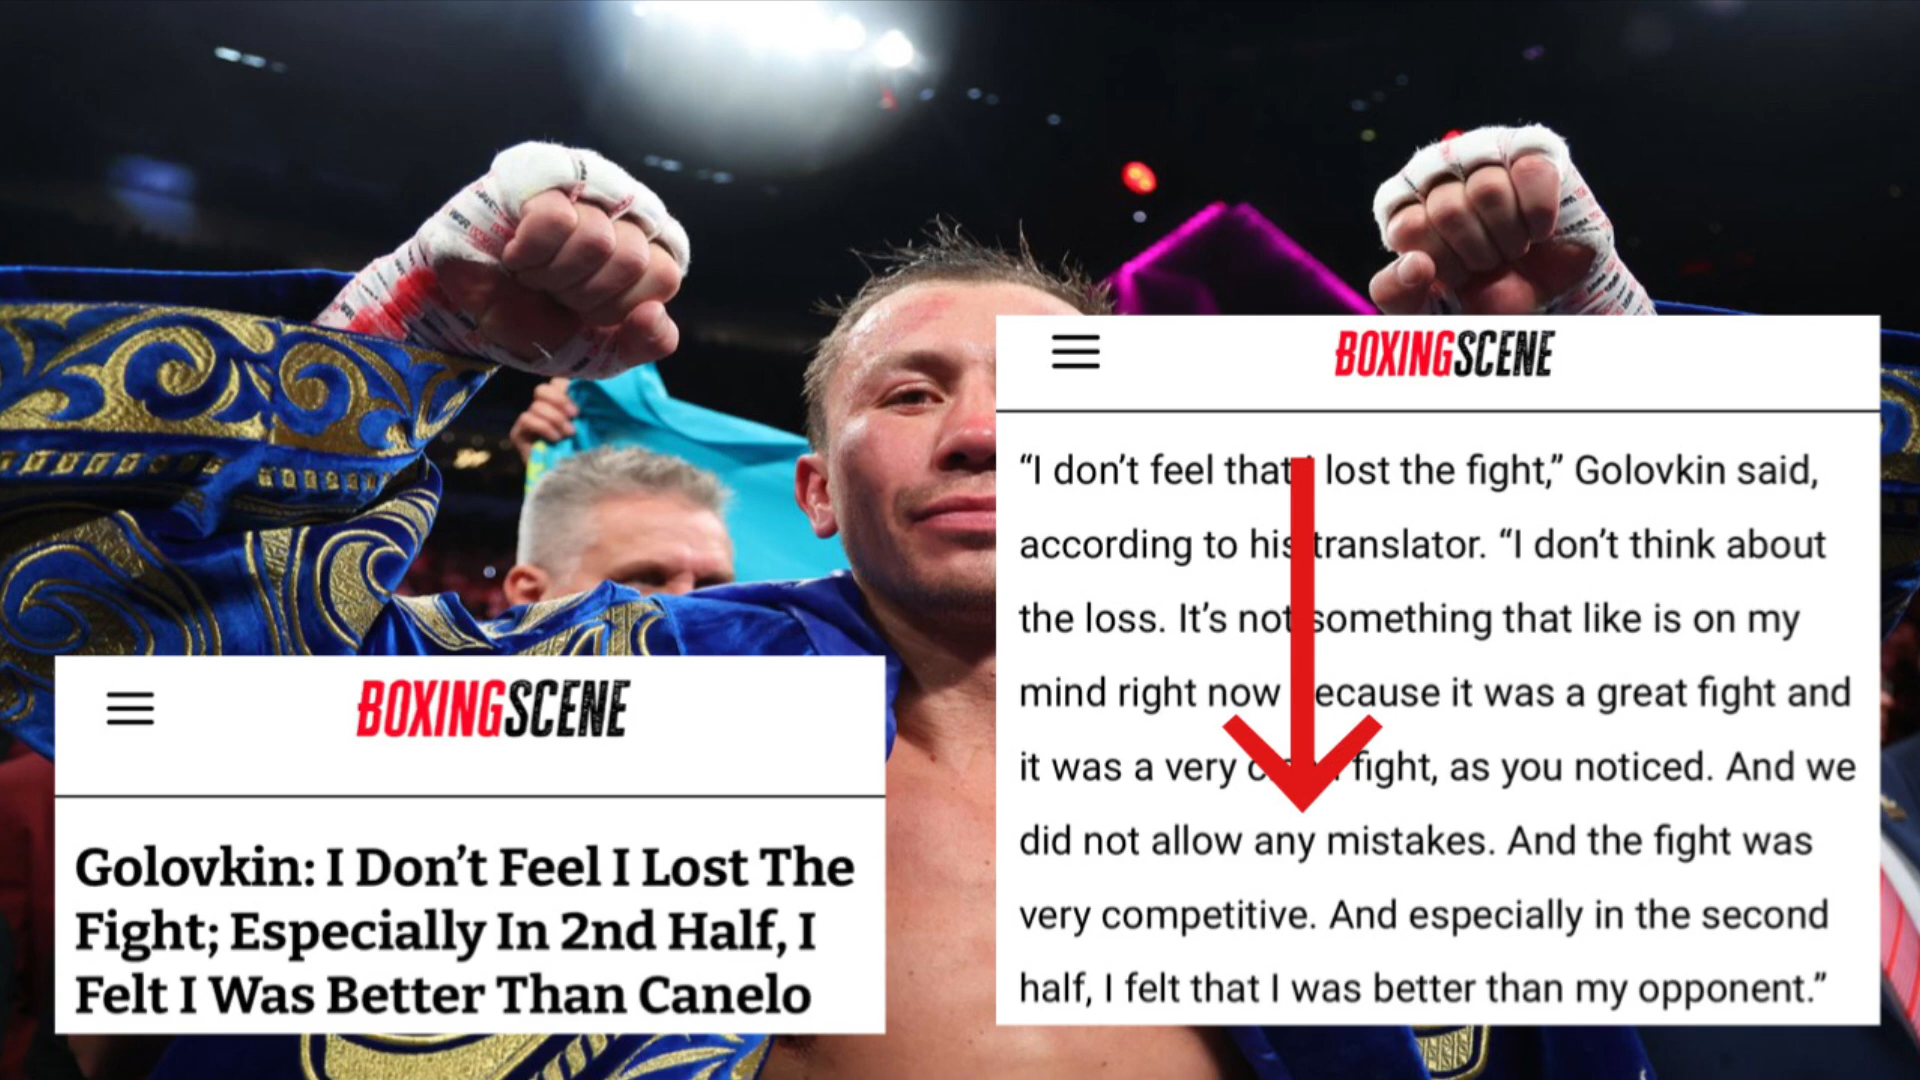 BOXINGSCENE
Golovkin: I Don't Feel I Lost The
Fight; Especially In 2nd Half, I
Felt I Was Better Than Canelo
BOXINGSCENE
“I don't feel that lost the fight,” Golovkin said,
according to his translator. “I don't think about
the loss. It's not something that like is on my
mind right now ecause it was a great fight and
it was a very fight, as you noticed. And we
did not allow any mistakes. And the fight was
very competitive. And especially in the second
half, I felt that I was better than my opponent.”